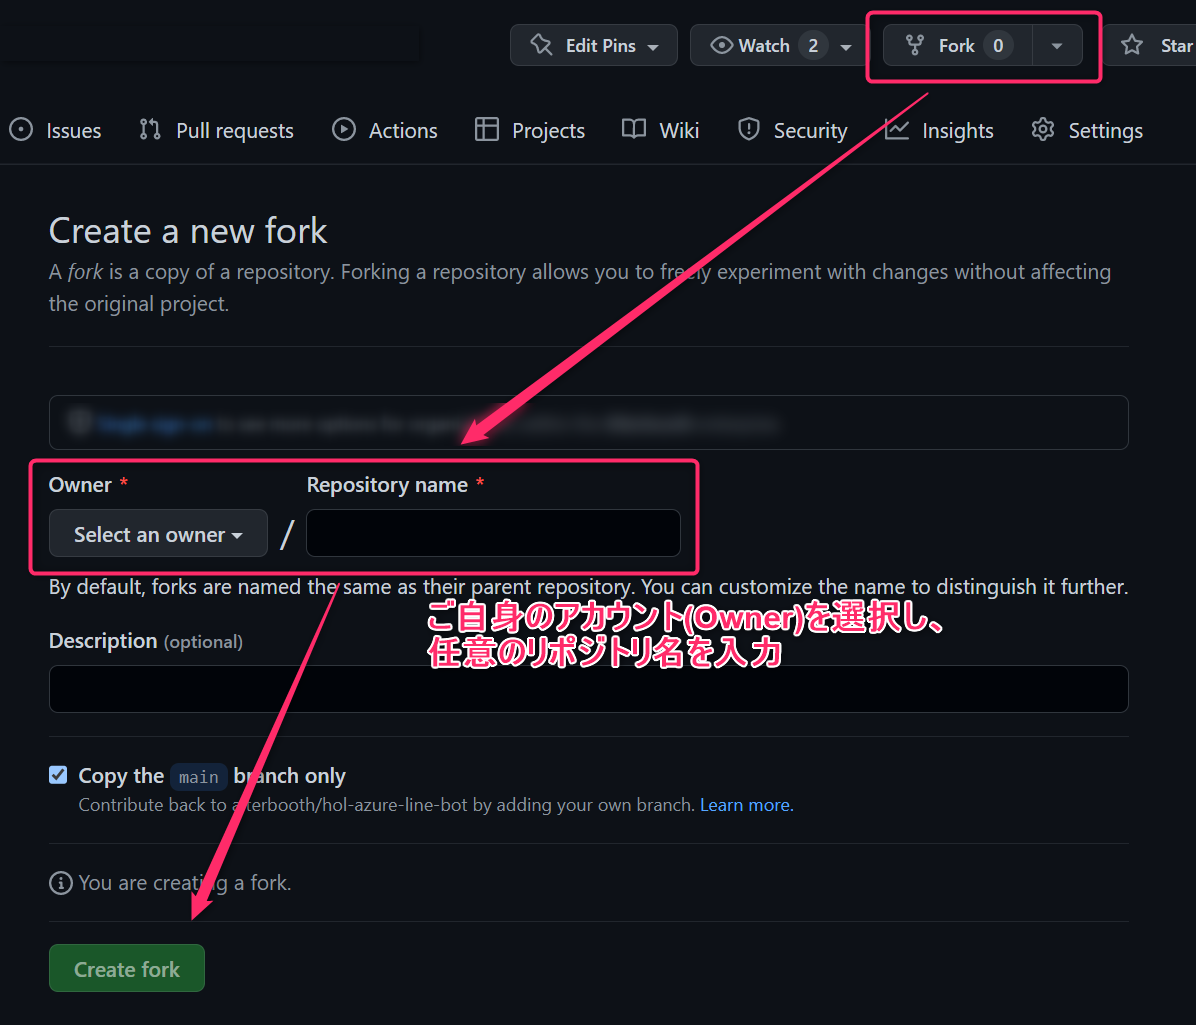 Edit Pins
Watch 2
Fork 0
Star
Issues
Pull requests
Actions
Projects
Wiki
Security
Insights
Settings
Create a new fork
A fork is a copy of a repository. Forking a repository allows you to freely experiment with changes without affecting
the original project.
Owner *
Repository name *
Select an owner
/
By default, forks are named the same as their parent repository. You can customize the name to distinguish it further.
ご自身のアカウント(Owner)を選択し、
任意のリポジトリ名を入力
Description (optional)
Copy the main branch only
Contribute back to alterbooth/hol-azure-line-bot by adding your own branch. Learn more.
You are creating a fork.
Create fork